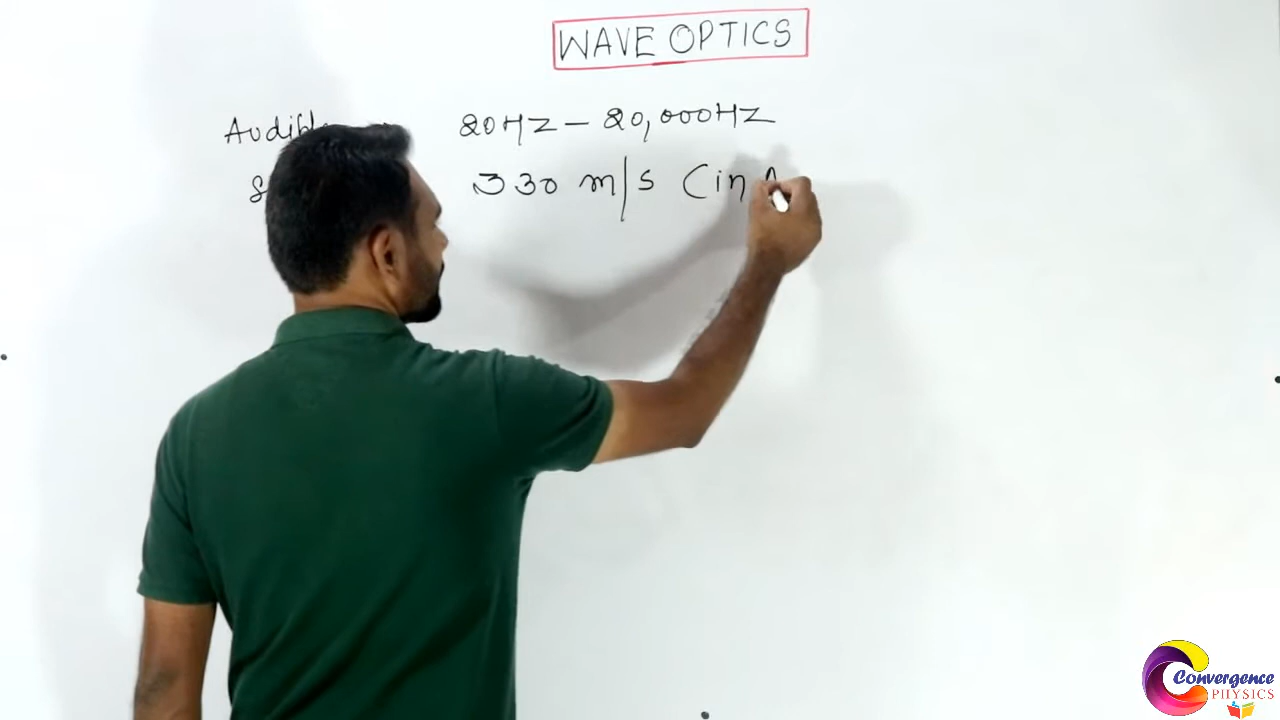 WAVE OPTICS
Audible 20HZ – 20,000HZ
330 m/s (in
Convergence
PHYSICS